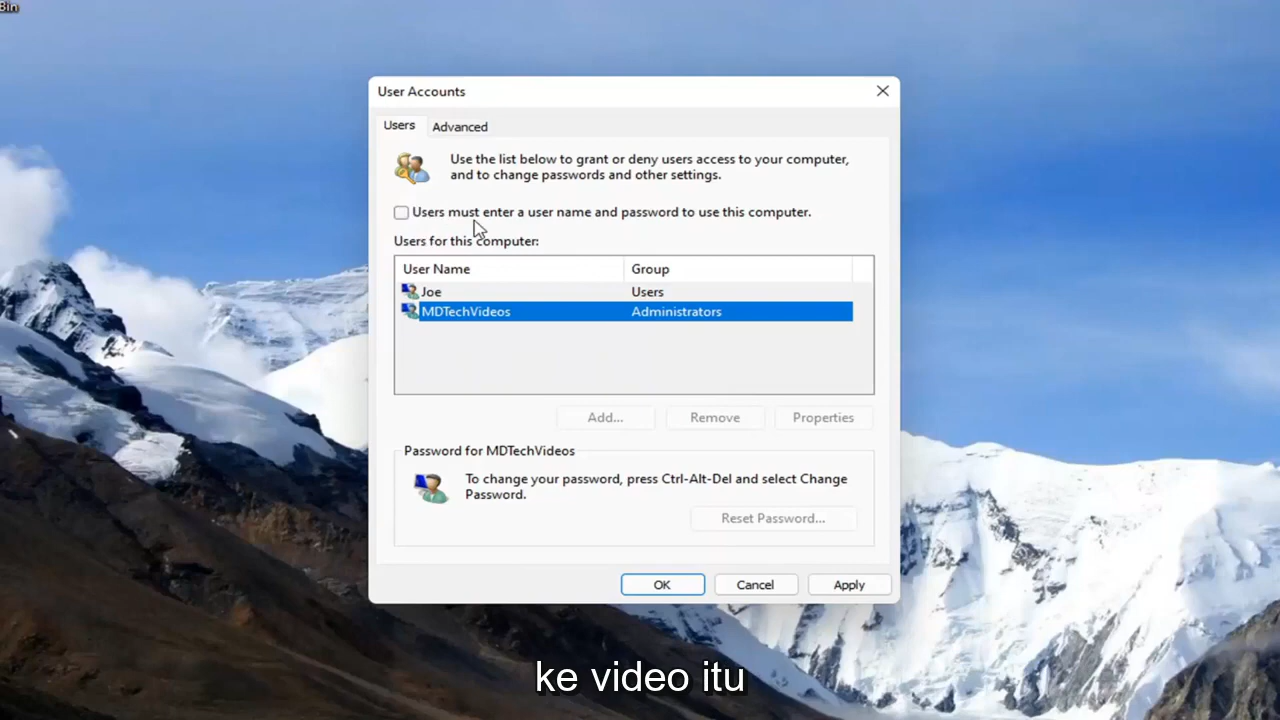 Bin
User Accounts
Users
Advanced
Use the list below to grant or deny users access to your computer,
and to change passwords and other settings.
Users must enter a user name and password to use this computer.
Users for this computer:
User Name Group
Joe Users
MDTechVideos Administrators
Add... Remove Properties
Password for MDTechVideos
To change your password, press Ctrl-Alt-Del and select Change
Password.
Reset Password...
OK Cancel Apply
ke video itu